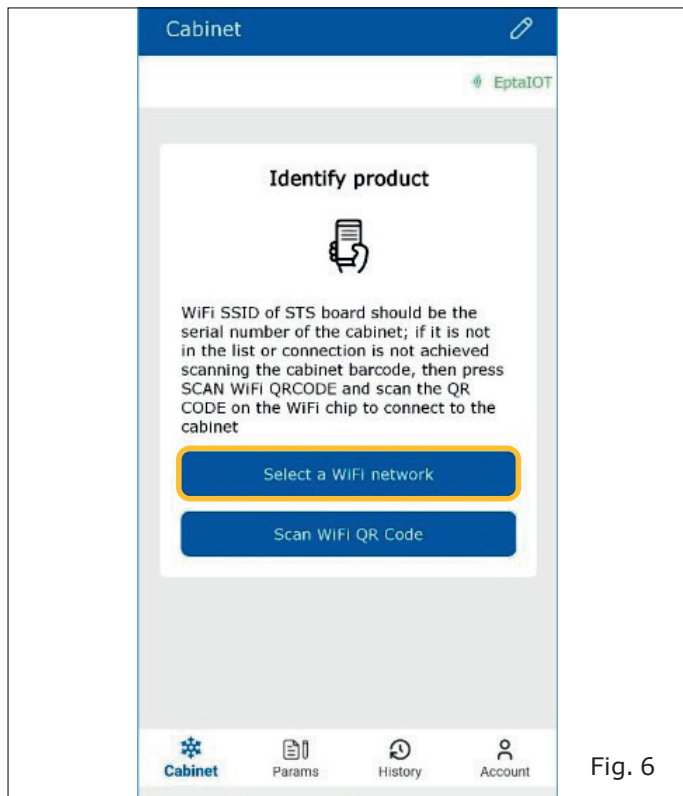 Cabinet
EptaIOT
Identify product
WiFi SSID of STS board should be the
serial number of the cabinet; if it is not
in the list or connection is not achieved
scanning the cabinet barcode, then press
SCAN WiFi QRCODE and scan the QR
CODE on the WiFi chip to connect to the
cabinet
Select a WiFi network
Scan WiFi QR Code
Cabinet Params History Account
Fig. 6